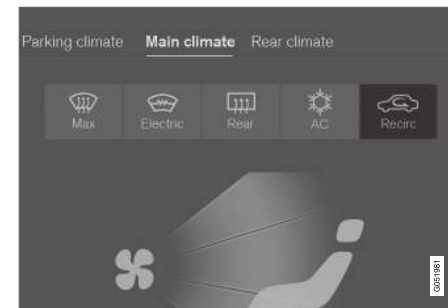 Parking climate Main climate Rear climate
Max Electric Rear AC Recirc
G051981